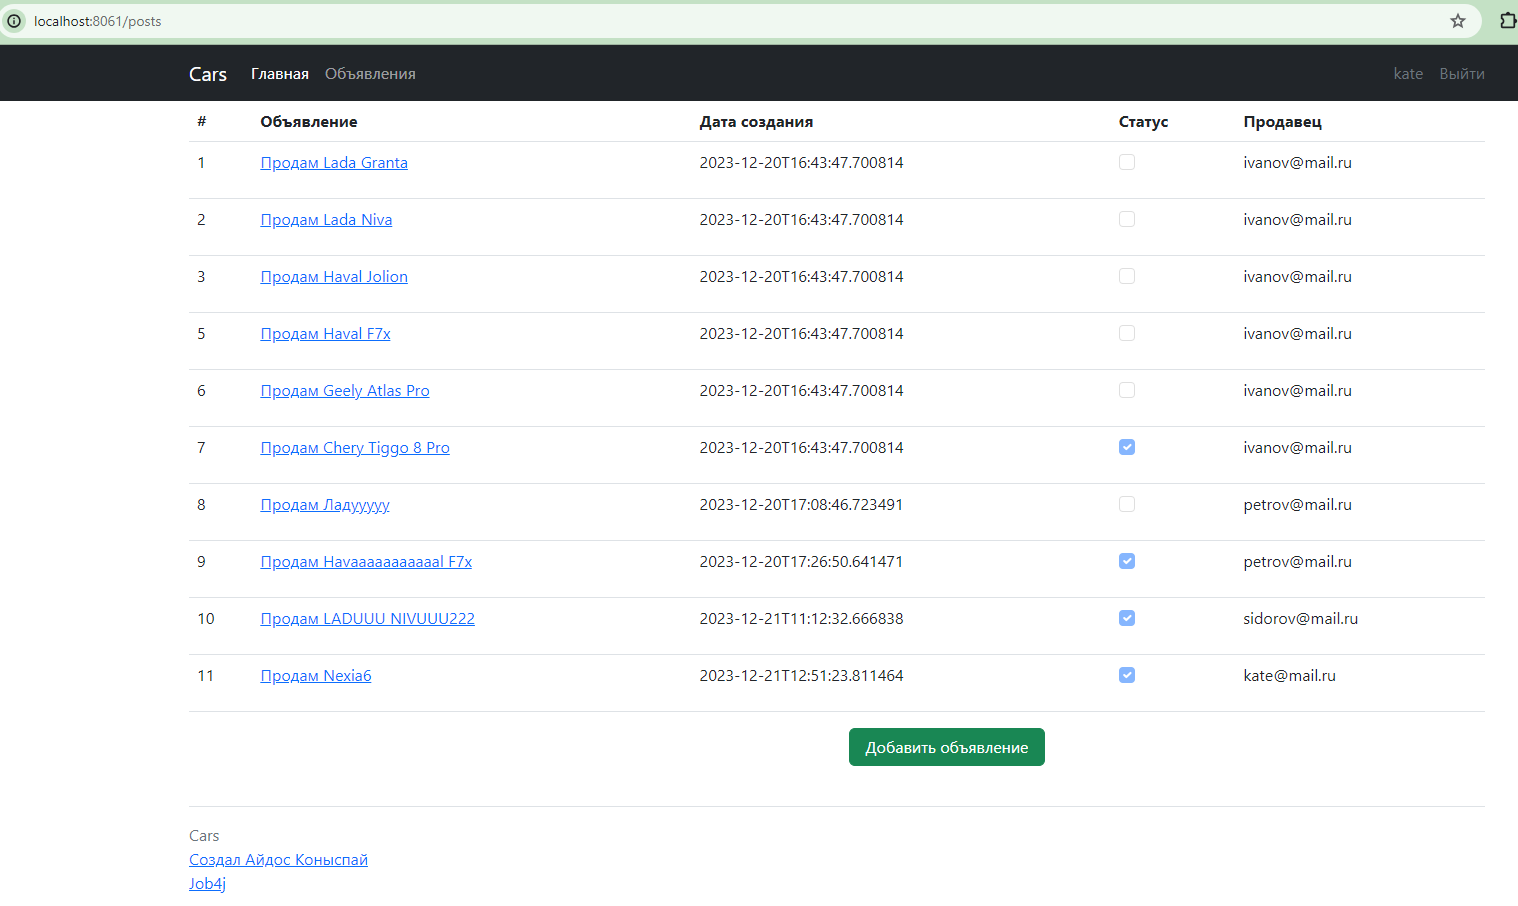 localhost:8061/posts
Cars Главная Объявления kate Выйти
# Объявление Дата создания Статус Продавец
1 Продам Lada Granta 2023-12-20T16:43:47.700814 ivanov@mail.ru
2 Продам Lada Niva 2023-12-20T16:43:47.700814 ivanov@mail.ru
3 Продам Haval Jolion 2023-12-20T16:43:47.700814 ivanov@mail.ru
5 Продам Haval F7x 2023-12-20T16:43:47.700814 ivanov@mail.ru
6 Продам Geely Atlas Pro 2023-12-20T16:43:47.700814 ivanov@mail.ru
7 Продам Chery Tiggo 8 Pro 2023-12-20T16:43:47.700814 ivanov@mail.ru
8 Продам Ладууууу 2023-12-20T17:08:46.723491 petrov@mail.ru
9 Продам Havaaaaaaaaaaal F7x 2023-12-20T17:26:50.641471 petrov@mail.ru
10 Продам LADUUU NIVUUU222 2023-12-21T11:12:32.666838 sidorov@mail.ru
11 Продам Nexia6 2023-12-21T12:51:23.811464 kate@mail.ru
Добавить объявление
Cars
Создал Айдос Коныспай
Job4j